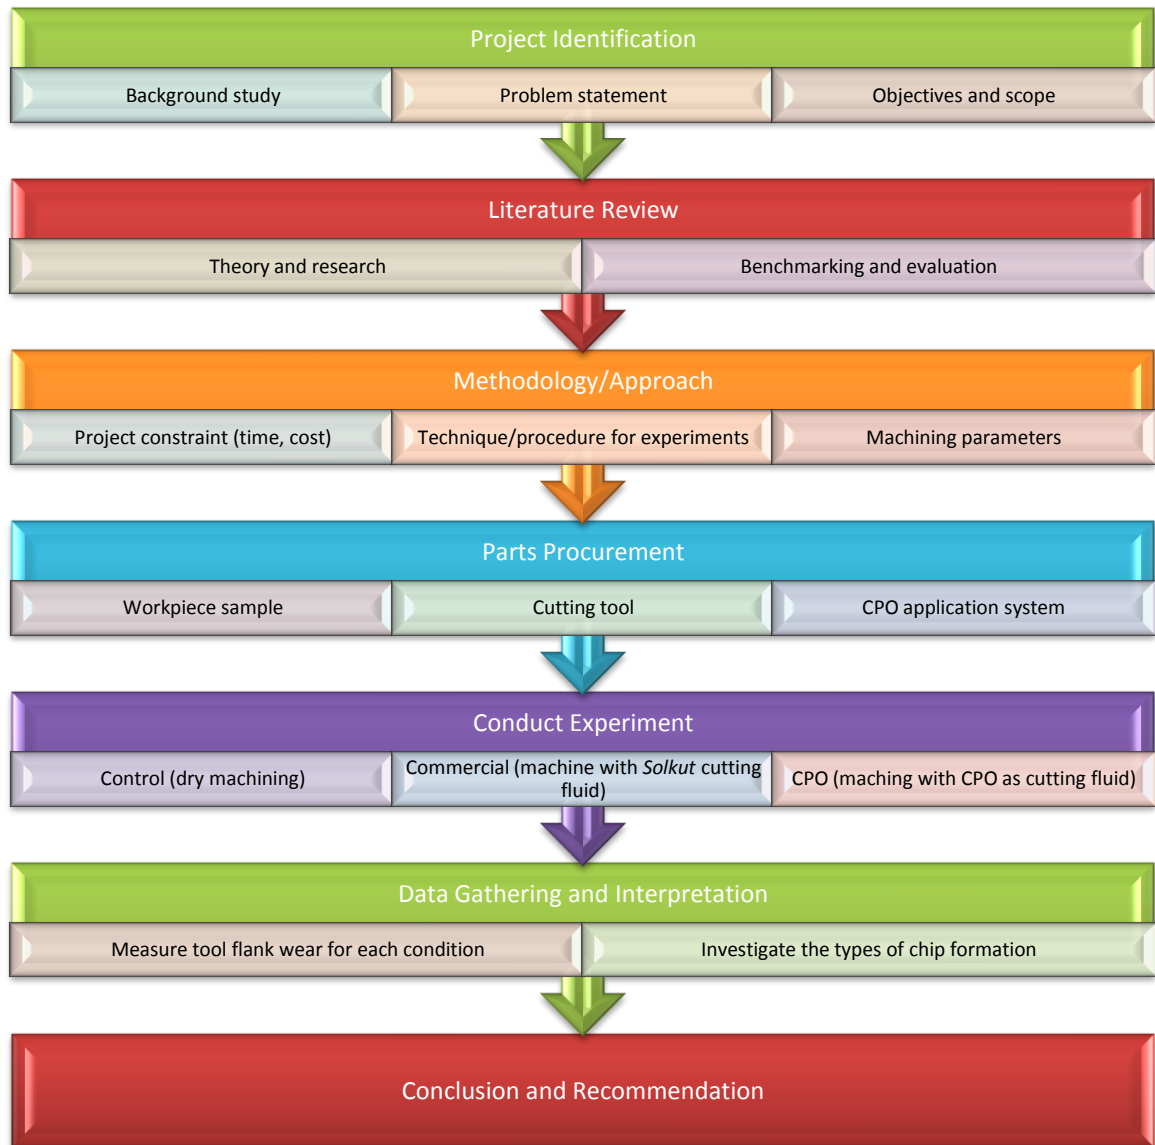 Project Identification
Background study
Problem statement
Objectives and scope
Literature Review
Theory and research
Benchmarking and evaluation
Methodology/Approach
Project constraint (time, cost)
Technique/procedure for experiments
Machining parameters
Parts Procurement
Workpiece sample
Cutting tool
CPO application system
Conduct Experiment
Control (dry machining)
Commercial (machine with Solkut cutting
fluid)
CPO (maching with CPO as cutting fluid)
Data Gathering and Interpretation
Measure tool flank wear for each condition
Investigate the types of chip formation
Conclusion and Recommendation